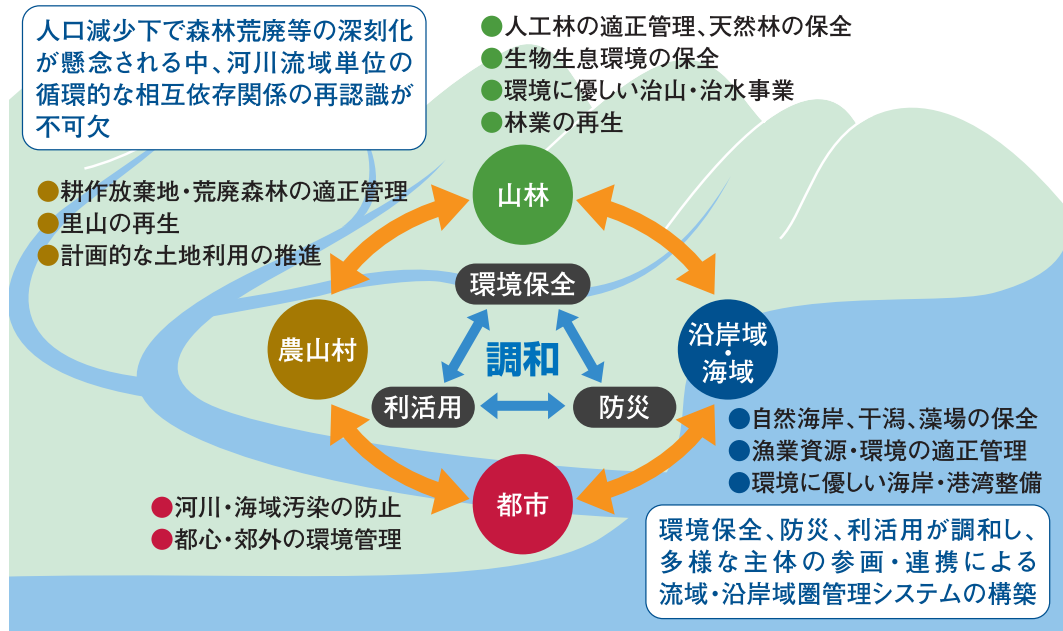 人口減少下で森林荒廃等の深刻化
が懸念される中、河川流域単位の
循環的な相互依存関係の再認識が
不可欠
●人工林の適正管理、天然林の保全
●生物生息環境の保全
●環境に優しい治山・治水事業
●林業の再生
山林
●耕作放棄地・荒廃森林の適正管理
●里山の再生
●計画的な土地利用の推進
農山村
環境保全
調和
利活用
防災
沿岸域
・
海域
●自然海岸、干潟、藻場の保全
●漁業資源・環境の適正管理
●環境に優しい海岸・港湾整備
都市
●河川・海域汚染の防止
●都心・郊外の環境管理
環境保全、防災、利活用が調和し、
多様な主体の参画・連携による
流域・沿岸域圏管理システムの構築